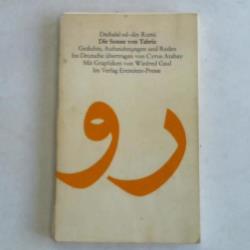 Dschelal-ed-din Rumi
Die Sonne von Tabriz
Gedichte, Aufzeichnungen und Reden
Ins Deutsche übertragen von Cyrus Atabay
Mit Graphiken von Winfred Gaul
Im Verlag Eremiten-Presse
رو